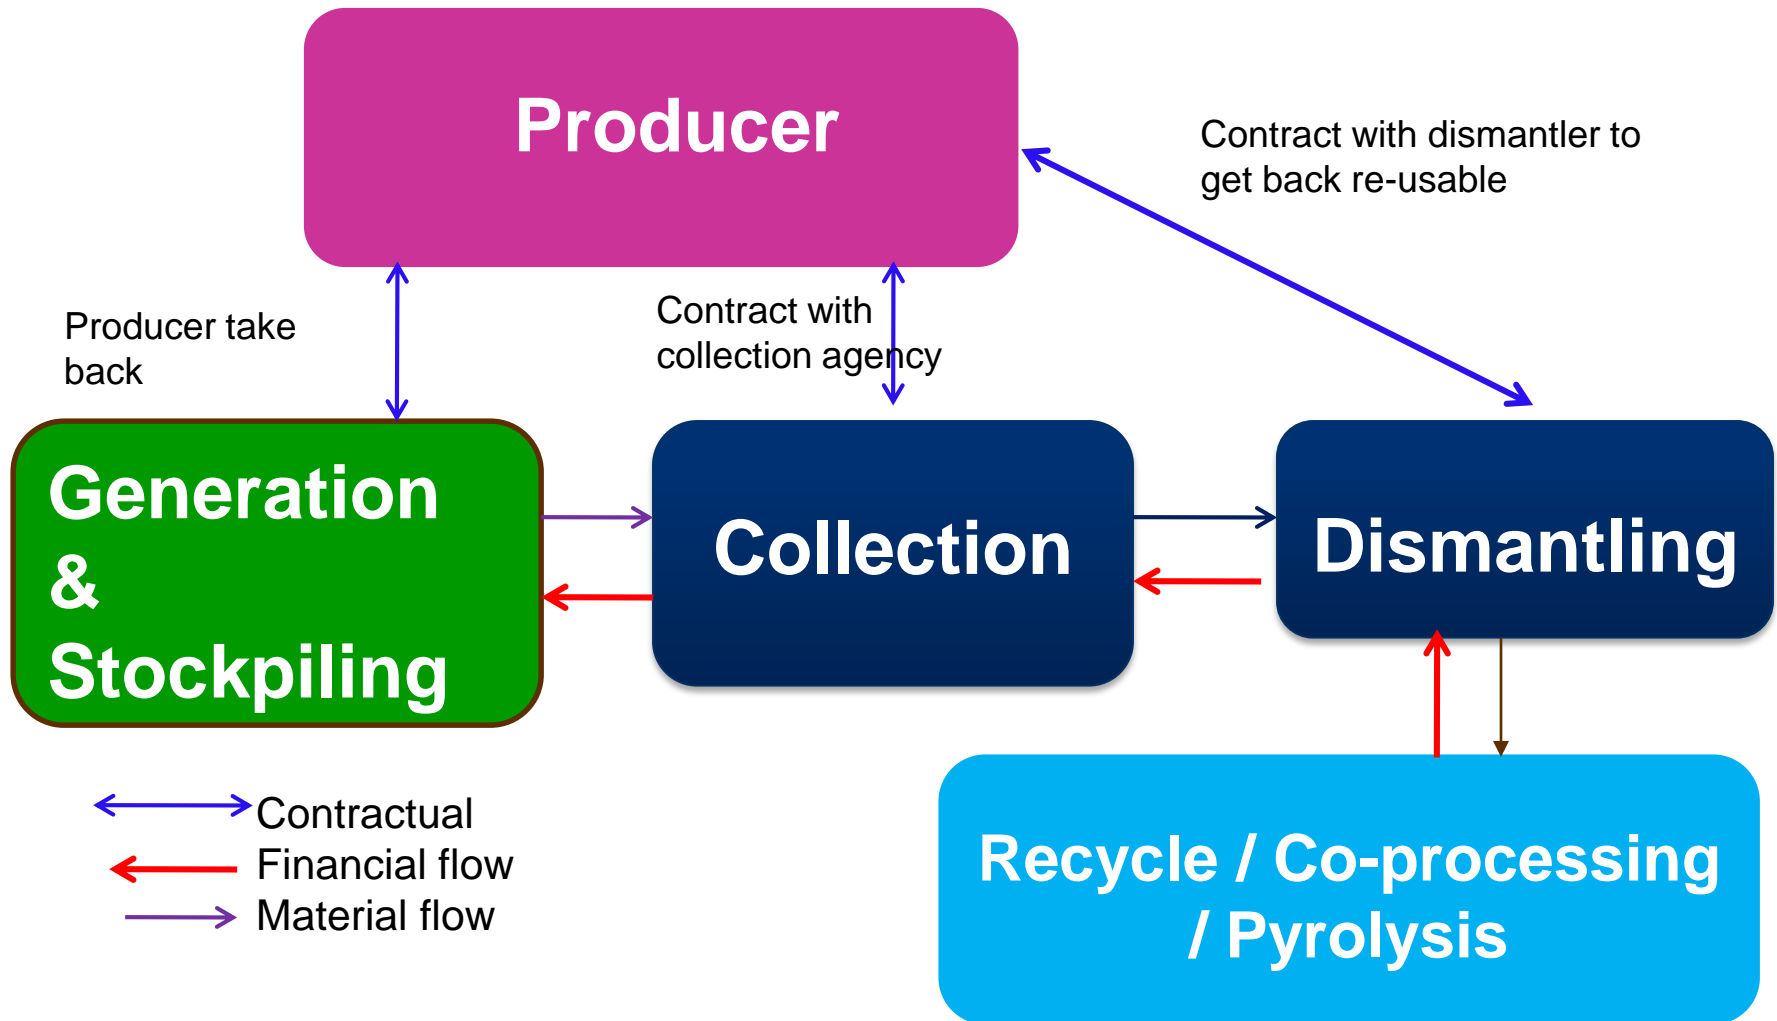 Producer
Contract with dismantler to
get back re-usable
Producer take
back
Contract with
collection agency
Generation
&
Stockpiling
Collection
Dismantling
Contractual
Financial flow
Material flow
Recycle / Co-processing
/ Pyrolysis